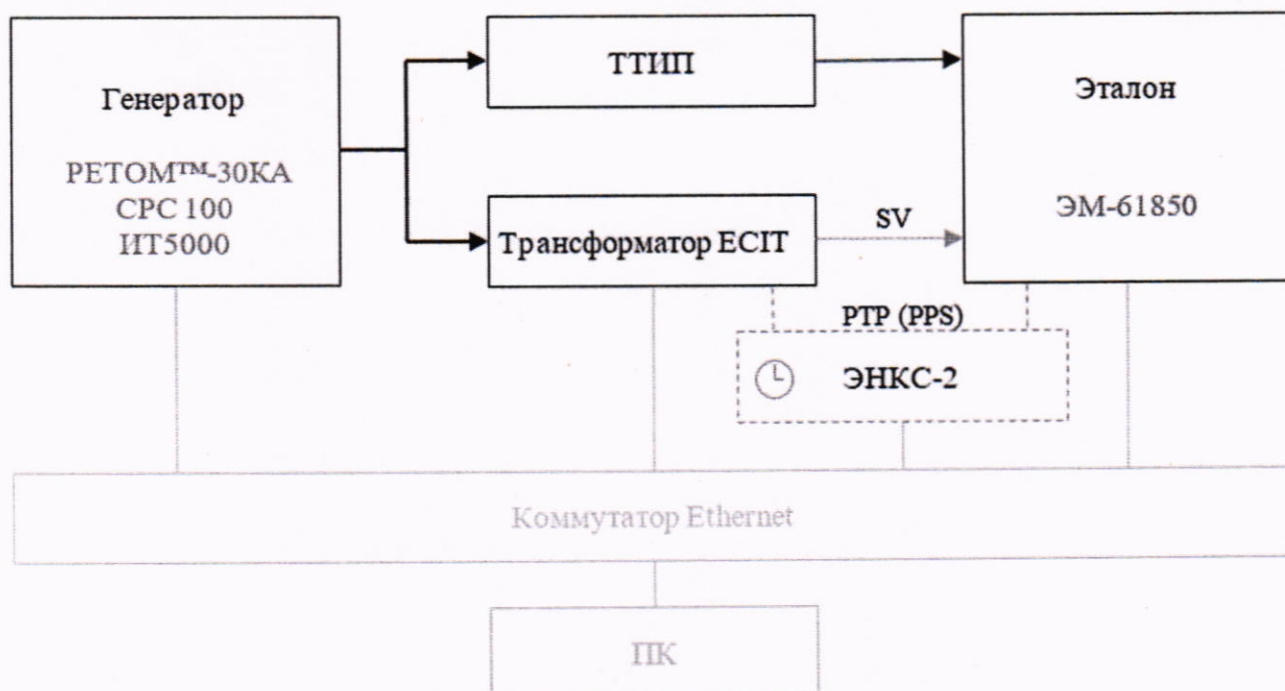 ТТИП
Генератор
Эталон
РЕТОМ™-30КА
СРС 100
ИТ5000
ЭМ-61850
Трансформатор ECIT
SV
PTP (PPS)
ЭНКС-2
Коммутатор Ethernet
ПК